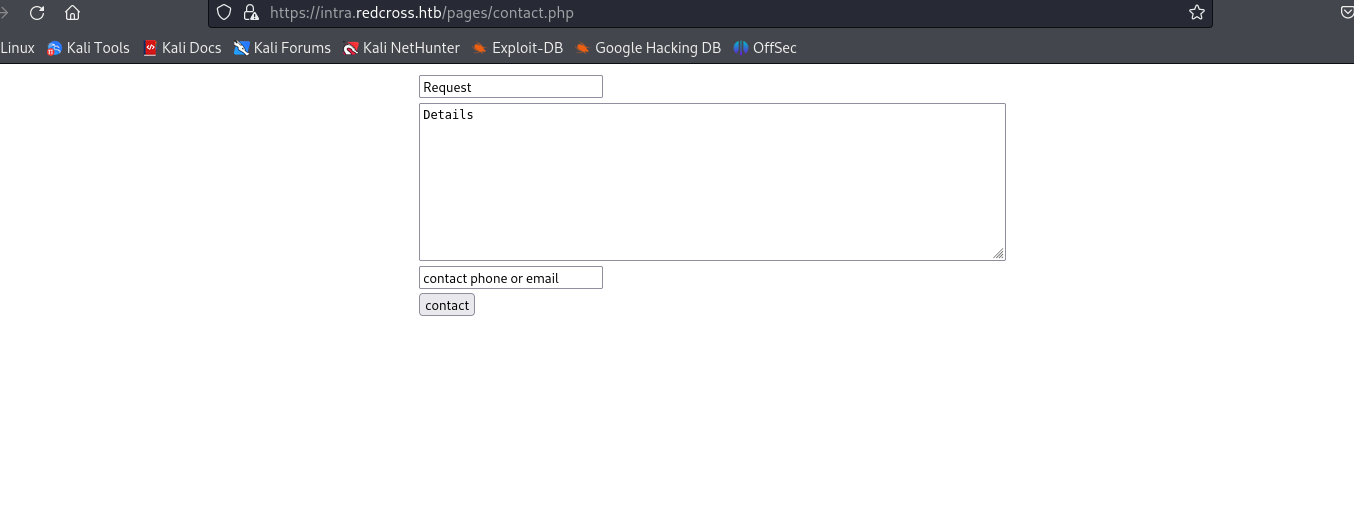 https://intra.redcross.htb/pages/contact.php
Linux Kali Tools Kali Docs Kali Forums Kali NetHunter Exploit-DB Google Hacking DB OffSec
Request
Details
contact phone or email
contact